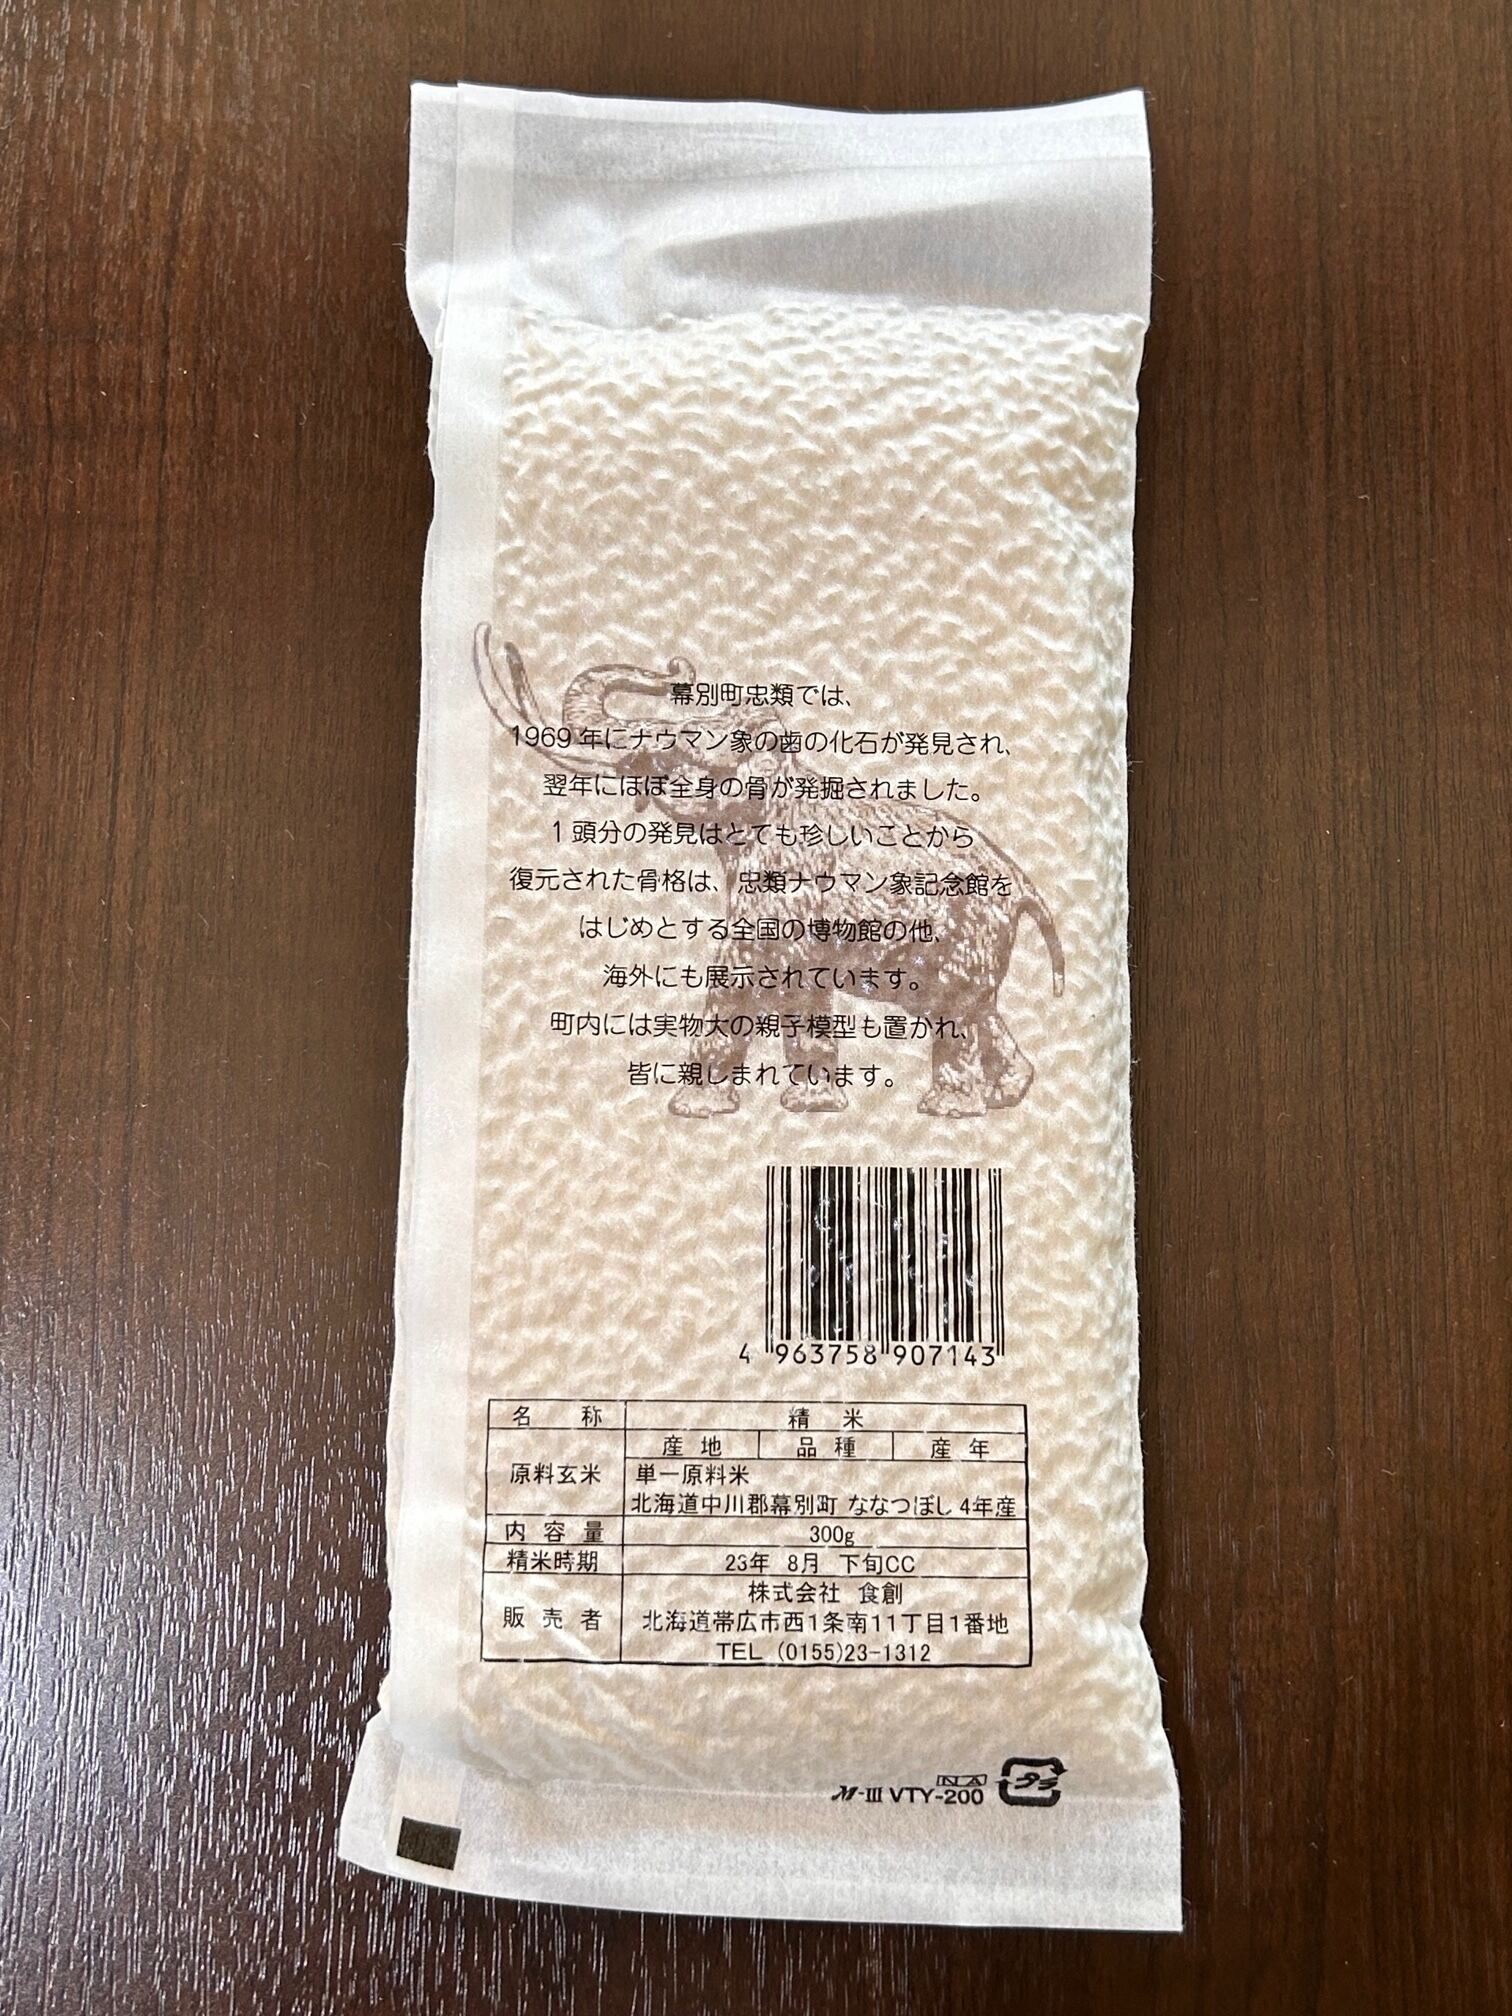 幕別町忠類では、
1969年にナウマン象の歯の化石が発見され、
翌年にほぼ全身の骨が発掘されました。
1頭分の発見はとても珍しいことから
復元された骨格は、忠類ナウマン象記念館を
はじめとする全国の博物館の他、
海外にも展示されています。
町内には実物大の親子模型も置かれ、
皆に親しまれています。
4 963758 907143
名 称 精 米
産 地 品 種 産 年
原料玄米 単一原料米
北海道中川郡幕別町 ななつぼし 4年産
内 容 量 300g
精米時期 23年 8月 下旬CC
株式会社 食創
販 売 者 北海道帯広市西1条南11丁目1番地
TEL (0155)23-1312
NA
M-III VTY-200 プラ